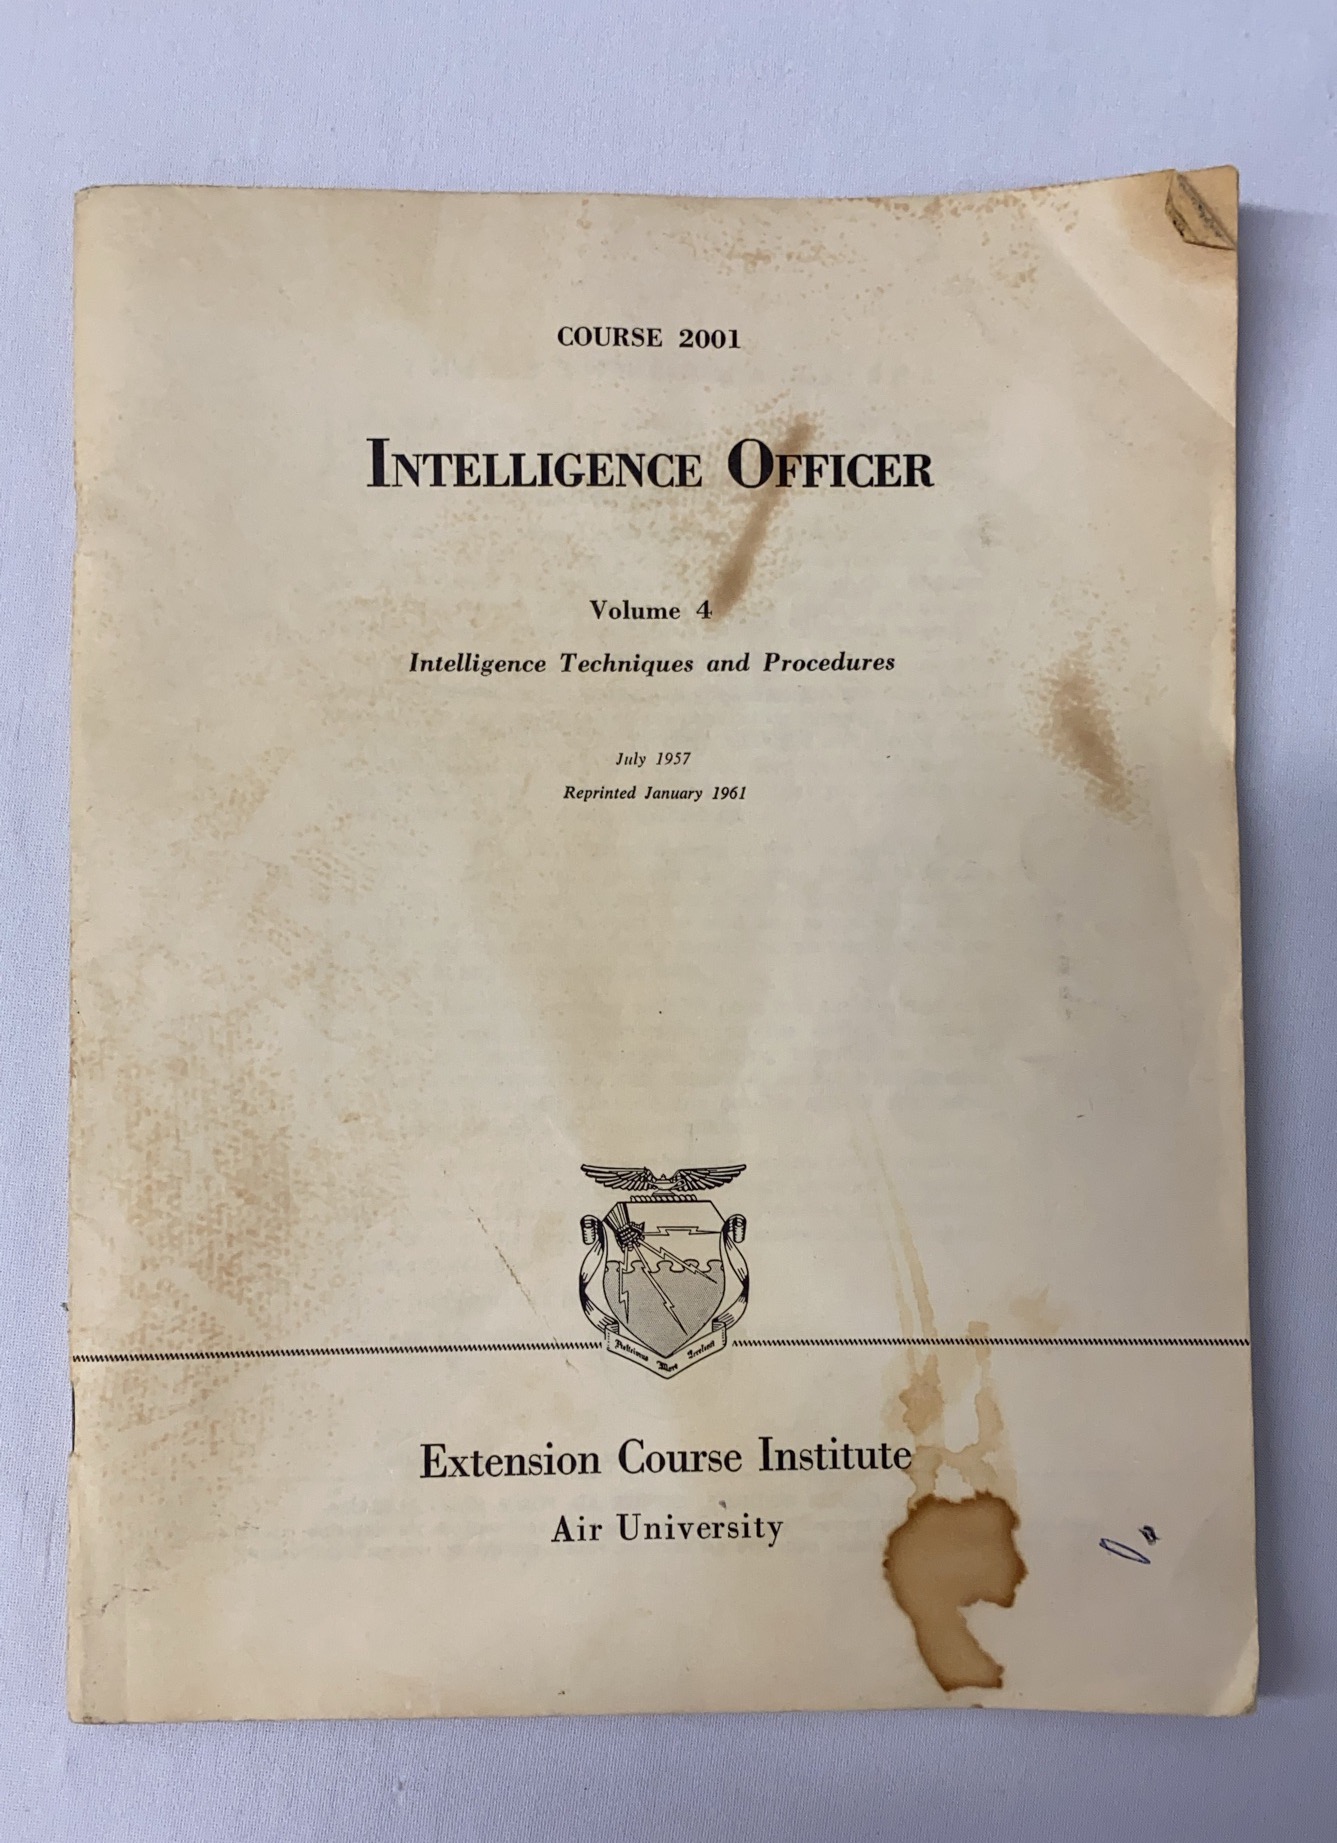 COURSE 2001
INTELLIGENCE OFFICER
Volume 4
Intelligence Techniques and Procedures
July 1957
Reprinted January 1961
Extension Course Institute
Air University